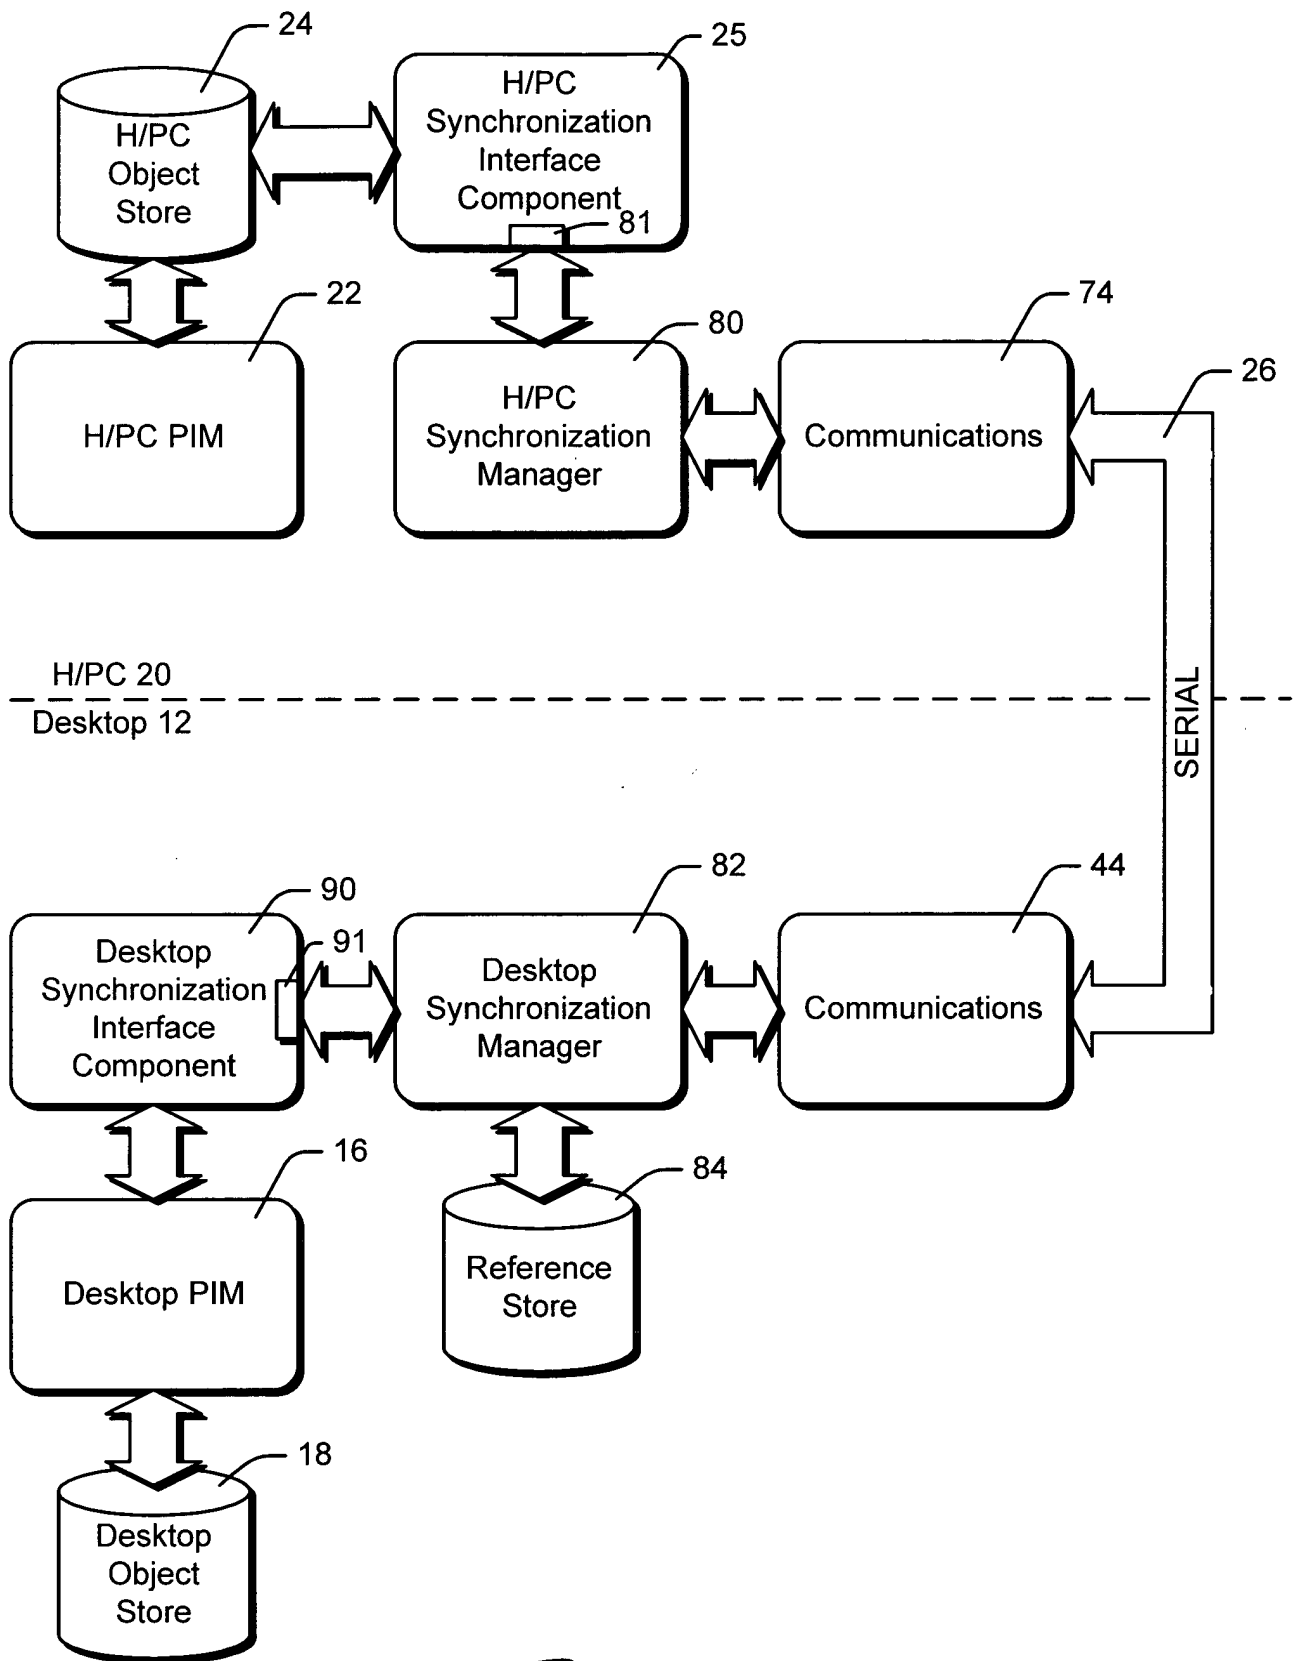 24
25
H/PC
Object
Store
H/PC
Synchronization
Interface
Component
81
22
80
74
26
H/PC PIM
H/PC
Synchronization
Manager
Communications
H/PC 20
Desktop 12
SERIAL
90
91
82
44
Desktop
Synchronization
Interface
Component
Desktop
Synchronization
Manager
Communications
16
84
Desktop PIM
Reference
Store
18
Desktop
Object
Store